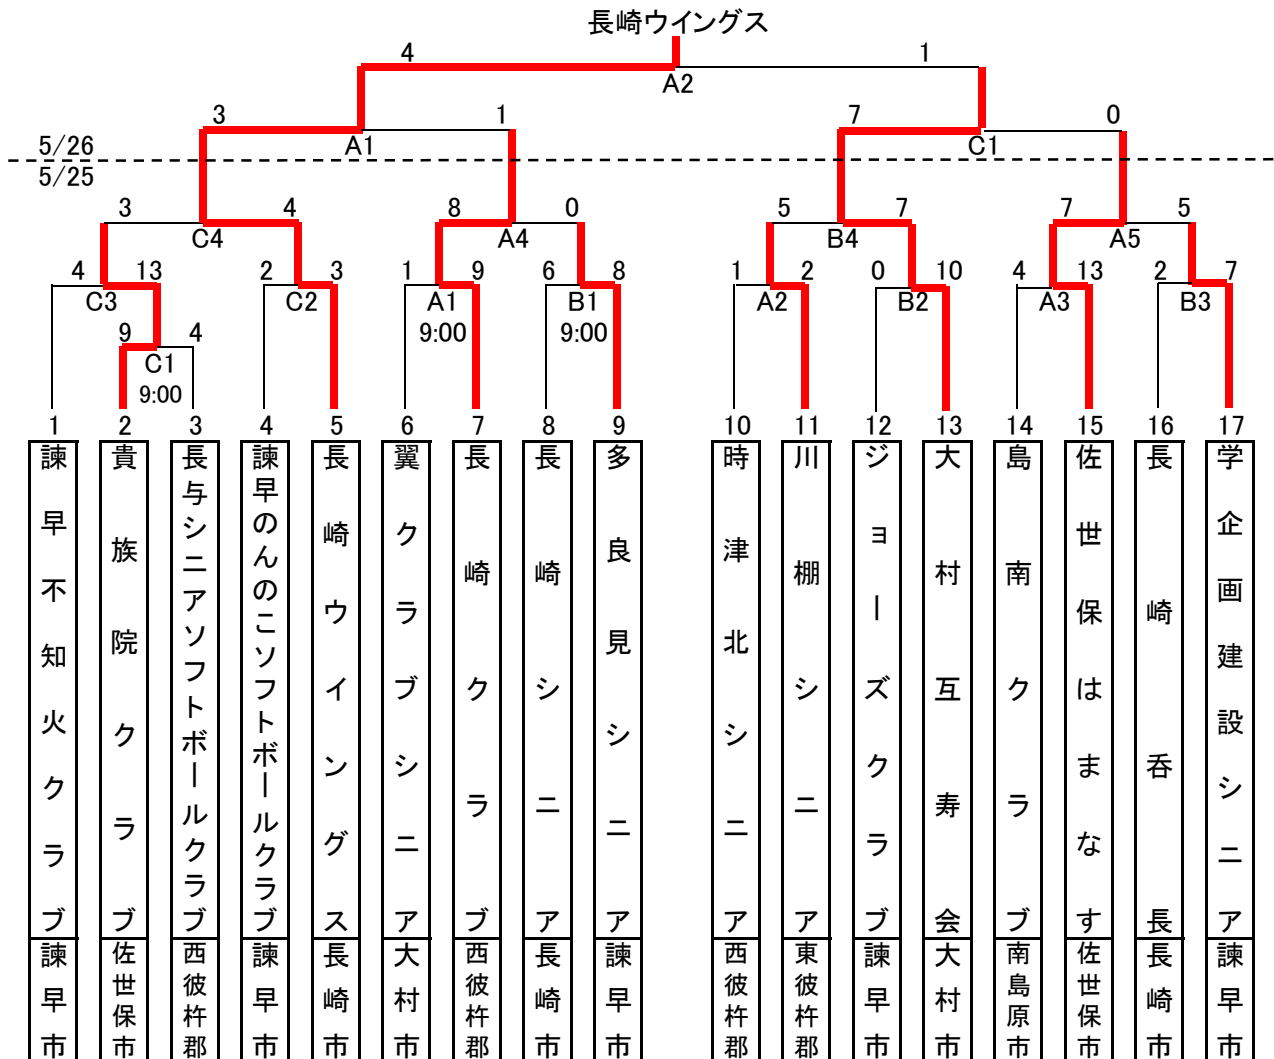 長崎ウイングス
4 1
A2
3 1 7 0
A1 C1
5/26
5/25
3 4 8 0 5 7 7 5
C4 A4 B4 A5
4 13 2 3 1 9 6 8 1 2 0 10 4 13 2 7
C3 C2 A1 B1 A2 B2 A3 B3
9:00 9:00
9 4
C1
9:00
1 2 3 4 5 6 7 8 9 10 11 12 13 14 15 16 17
諫早不知火クラブ
貴族院クラブ
長与シニアソフトボールクラブ
諫早のんのこソフトボールクラブ
長崎ウイングス
翼クラブシニア
長崎クラブ
長崎シニア
多良見シニア
時津北シニア
川棚シニア
ジョーズクラブ
大村互寿会
島南クラブ
佐世保はまなす
長崎呑長
学企画建設シニア
諫早市
佐世保市
西彼杵郡
諫早市
長崎市
大村市
西彼杵郡
長崎市
諫早市
西彼杵郡
東彼杵郡
諫早市
大村市
南島原市
佐世保市
長崎市
諫早市